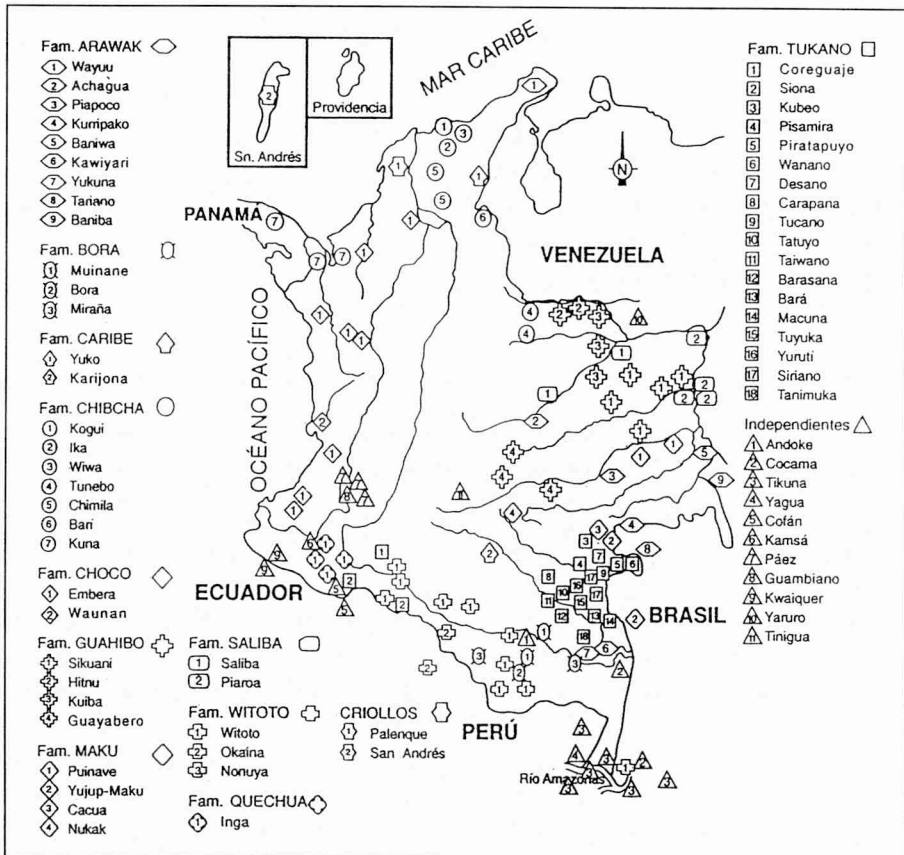 Fam. ARAWAK
1 Wayuu
2 Achagua
3 Piapoco
4 Kurripako
5 Baniwa
6 Kawiyari
7 Yukuna
8 Tariano
9 Baniba
Fam. BORA
1 Muinane
2 Bora
3 Miraña
Fam. CARIBE
1 Yuko
2 Karijona
Fam. CHIBCHA
1 Kogui
2 Ika
3 Wiwa
4 Tunebo
5 Chimila
6 Bari
7 Kuna
Fam. CHOCO
1 Embera
2 Waunan
Fam. GUAHIBO
1 Sikuani
2 Hitnu
3 Kuiba
4 Guayabero
Fam. MAKU
1 Puinave
2 Yujup-Maku
3 Cacua
4 Nukak
Fam. SALIBA
1 Saliba
2 Piaroa
Fam. WITOTO
1 Witoto
2 Okaina
3 Nonuya
Fam. QUECHUA
1 Inga
CRIOLLOS
1 Palenque
2 San Andrés
2
Sn. Andrés
Providencia
MAR CARIBE
N
PANAMA
VENEZUELA
OCÉANO PACÍFICO
ECUADOR
BRASIL
PERÚ
Río Amazonas
Fam. TUKANO
1 Coreguaje
2 Siona
3 Kubeo
4 Pisamira
5 Piratapuyo
6 Wanano
7 Desano
8 Carapana
9 Tucano
10 Tatuyo
11 Taiwano
12 Barasana
13 Bará
14 Macuna
15 Tuyuka
16 Yuruti
17 Siriano
18 Tanimuka
Independientes
1 Andoke
2 Cocama
3 Tikuna
4 Yagua
5 Cofán
6 Kamsá
7 Páez
8 Guambiano
9 Kwaiquer
10 Yaruro
11 Tinigua